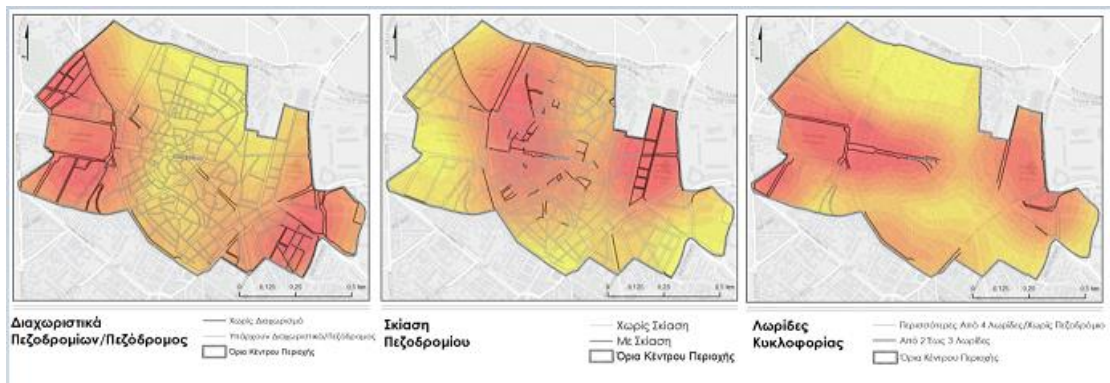 0 0.125 0.25 0.5 km
0 0.125 0.25 0.5 km
0 0.125 0.25 0.5 km
Διαχωριστικά
Πεζοδρομίων/Πεζόδρομος
Χωρίς Διαχωρισμό
Υπάρχουν Διαχωριστικά/Πεζόδρομος
Όρια Κέντρου Περιοχής
Σκίαση
Πεζοδρομίου
Χωρίς Σκίαση
Με Σκίαση
Όρια Κέντρου Περιοχής
Λωρίδες
Κυκλοφορίας
Περισσότερες Από 4 Λωρίδες/Χωρίς Πεζοδρόμιο
Από 2 Έως 3 Λωρίδες
Όρια Κέντρου Περιοχής